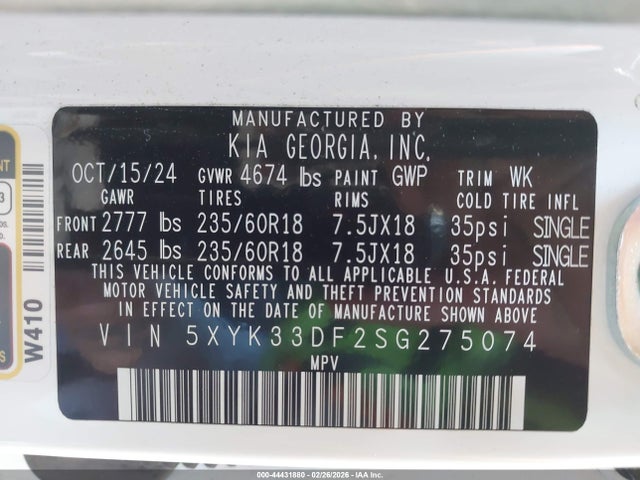 MANUFACTURED BY
KIA GEORGIA, INC.
OCT/15/24 GVWR 4674 lbs PAINT GWP TRIM WK
GAWR TIRES RIMS COLD TIRE INFL
FRONT 2777 lbs 235/60R18 7.5JX18 35psi SINGLE
REAR 2645 lbs 235/60R18 7.5JX18 35psi SINGLE
THIS VEHICLE CONFORMS TO ALL APPLICABLE U.S.A. FEDERAL
MOTOR VEHICLE SAFETY AND THEFT PREVENTION STANDARDS
IN EFFECT ON THE DATE OF MANUFACTURE SHOWN ABOVE
VIN 5XYK33DF2SG275074
MPV
W410
000-44431880 02/26/2026 IAA Inc.